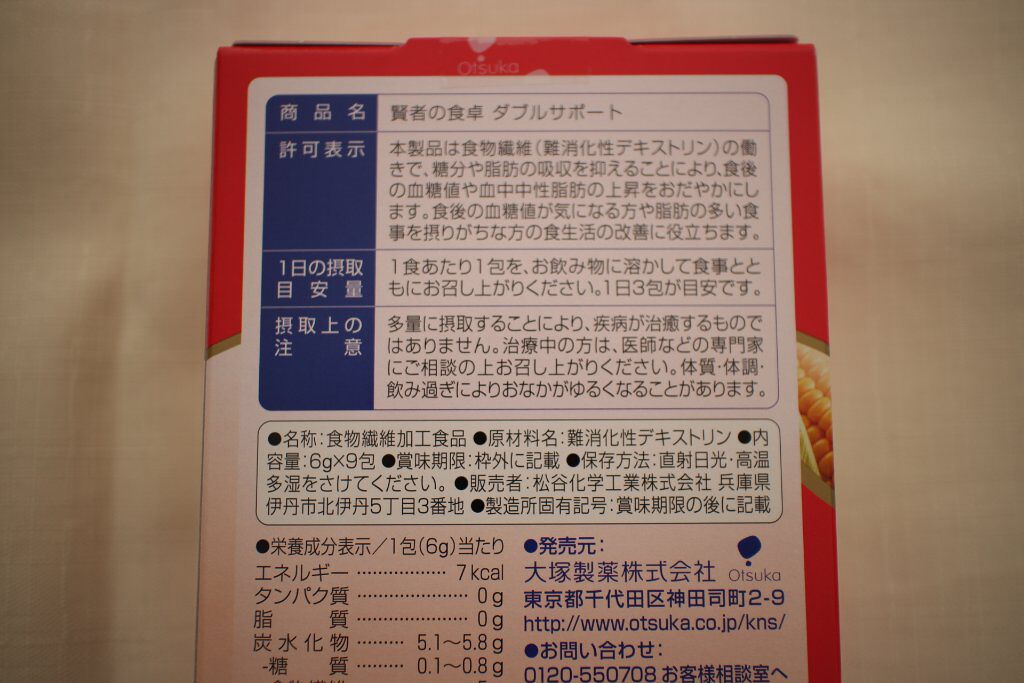 Otsuka
商品名 賢者の食卓 ダブルサポート
許可表示 本製品は食物繊維(難消化性デキストリン)の働
きで、糖分や脂肪の吸収を抑えることにより、食後
の血糖値や血中中性脂肪の上昇をおだやかにし
ます。食後の血糖値が気になる方や脂肪の多い食
事を摂りがちな方の食生活の改善に役立ちます。
1日の摂取 1食あたり1包を、お飲み物に溶かして食事とと
目安量 もにお召し上がりください。1日3包が目安です。
摂取上の 多量に摂取することにより、疾病が治癒するもので
注意 はありません。治療中の方は、医師などの専門家
にご相談の上お召し上がりください。体質・体調・
飲み過ぎによりおなかがゆるくなることがあります。
●名称:食物繊維加工食品 ●原材料名:難消化性デキストリン ●内
容量:6g×9包 ●賞味期限:枠外に記載 ●保存方法:直射日光・高温
多湿をさけてください。 ●販売者:松谷化学工業株式会社 兵庫県
伊丹市北伊丹5丁目3番地 ●製造所固有記号:賞味期限の後に記載
●栄養成分表示/1包(6g)当たり
エネルギー ……………… 7kcal
タンパク質 ………………… 0g
脂質 ………………… 0g
炭水化物 ……… 5.1〜5.8g
-糖質 ……… 0.1〜0.8g
●発売元:
大塚製薬株式会社 Otsuka
東京都千代田区神田司町2-9
http://www.otsuka.co.jp/kns/
●お問い合わせ:
0120-550708 お客様相談室へ